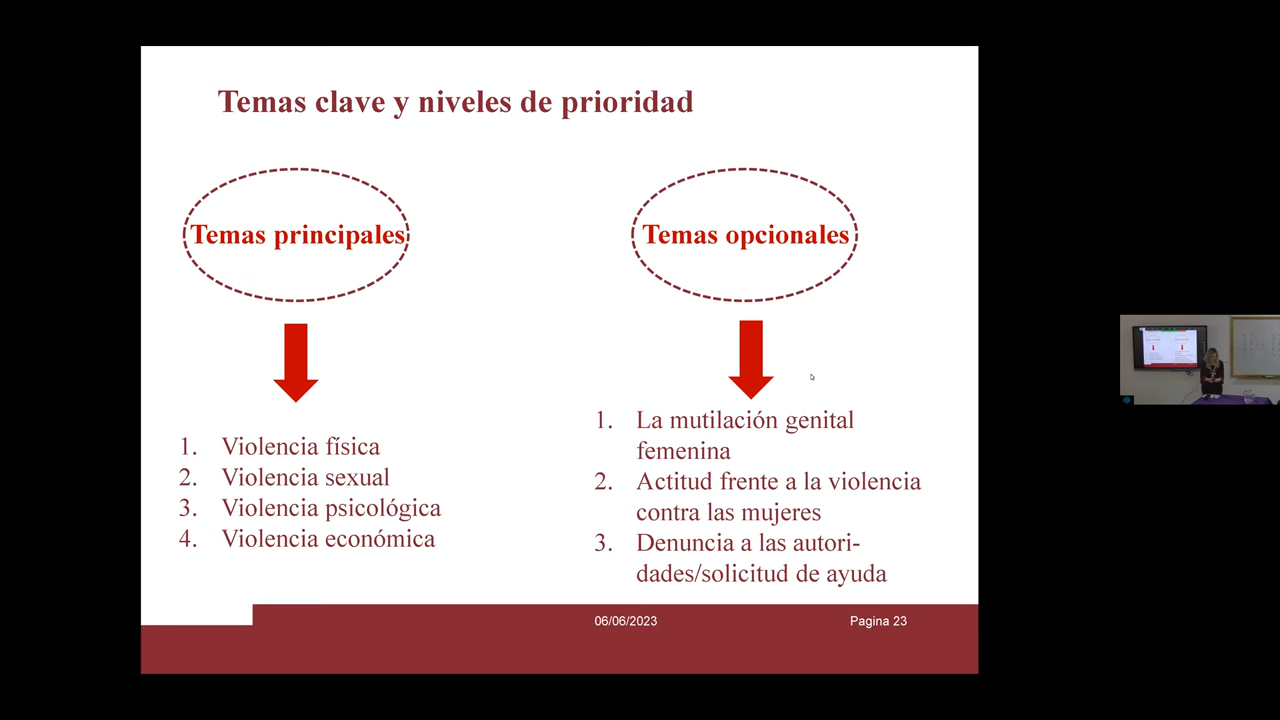 Temas clave y niveles de prioridad
Temas principales
1. Violencia física
2. Violencia sexual
3. Violencia psicológica
4. Violencia económica
Temas opcionales
1. La mutilación genital
femenina
2. Actitud frente a la violencia
contra las mujeres
3. Denuncia a las autori-
dades/solicitud de ayuda
06/06/2023
Pagina 23